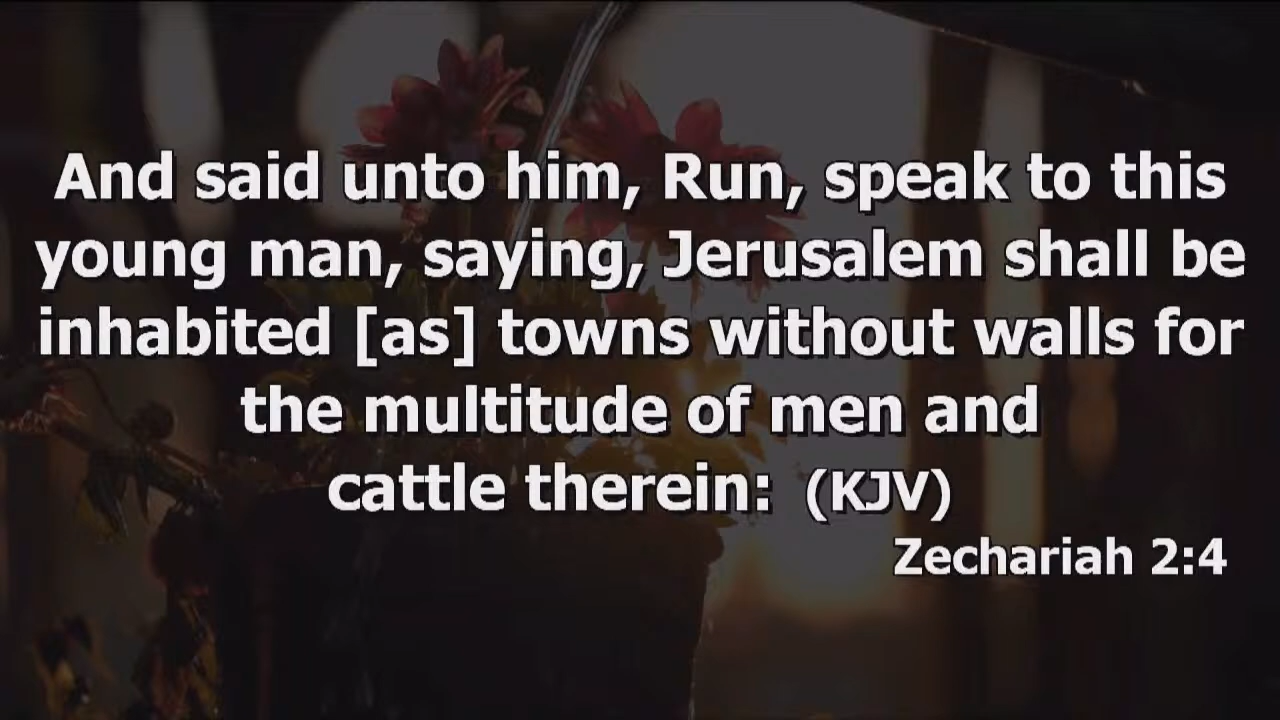 And said unto him, Run, speak to this
young man, saying, Jerusalem shall be
inhabited [as] towns without walls for
the multitude of men and
cattle therein: (KJV)
Zechariah 2:4